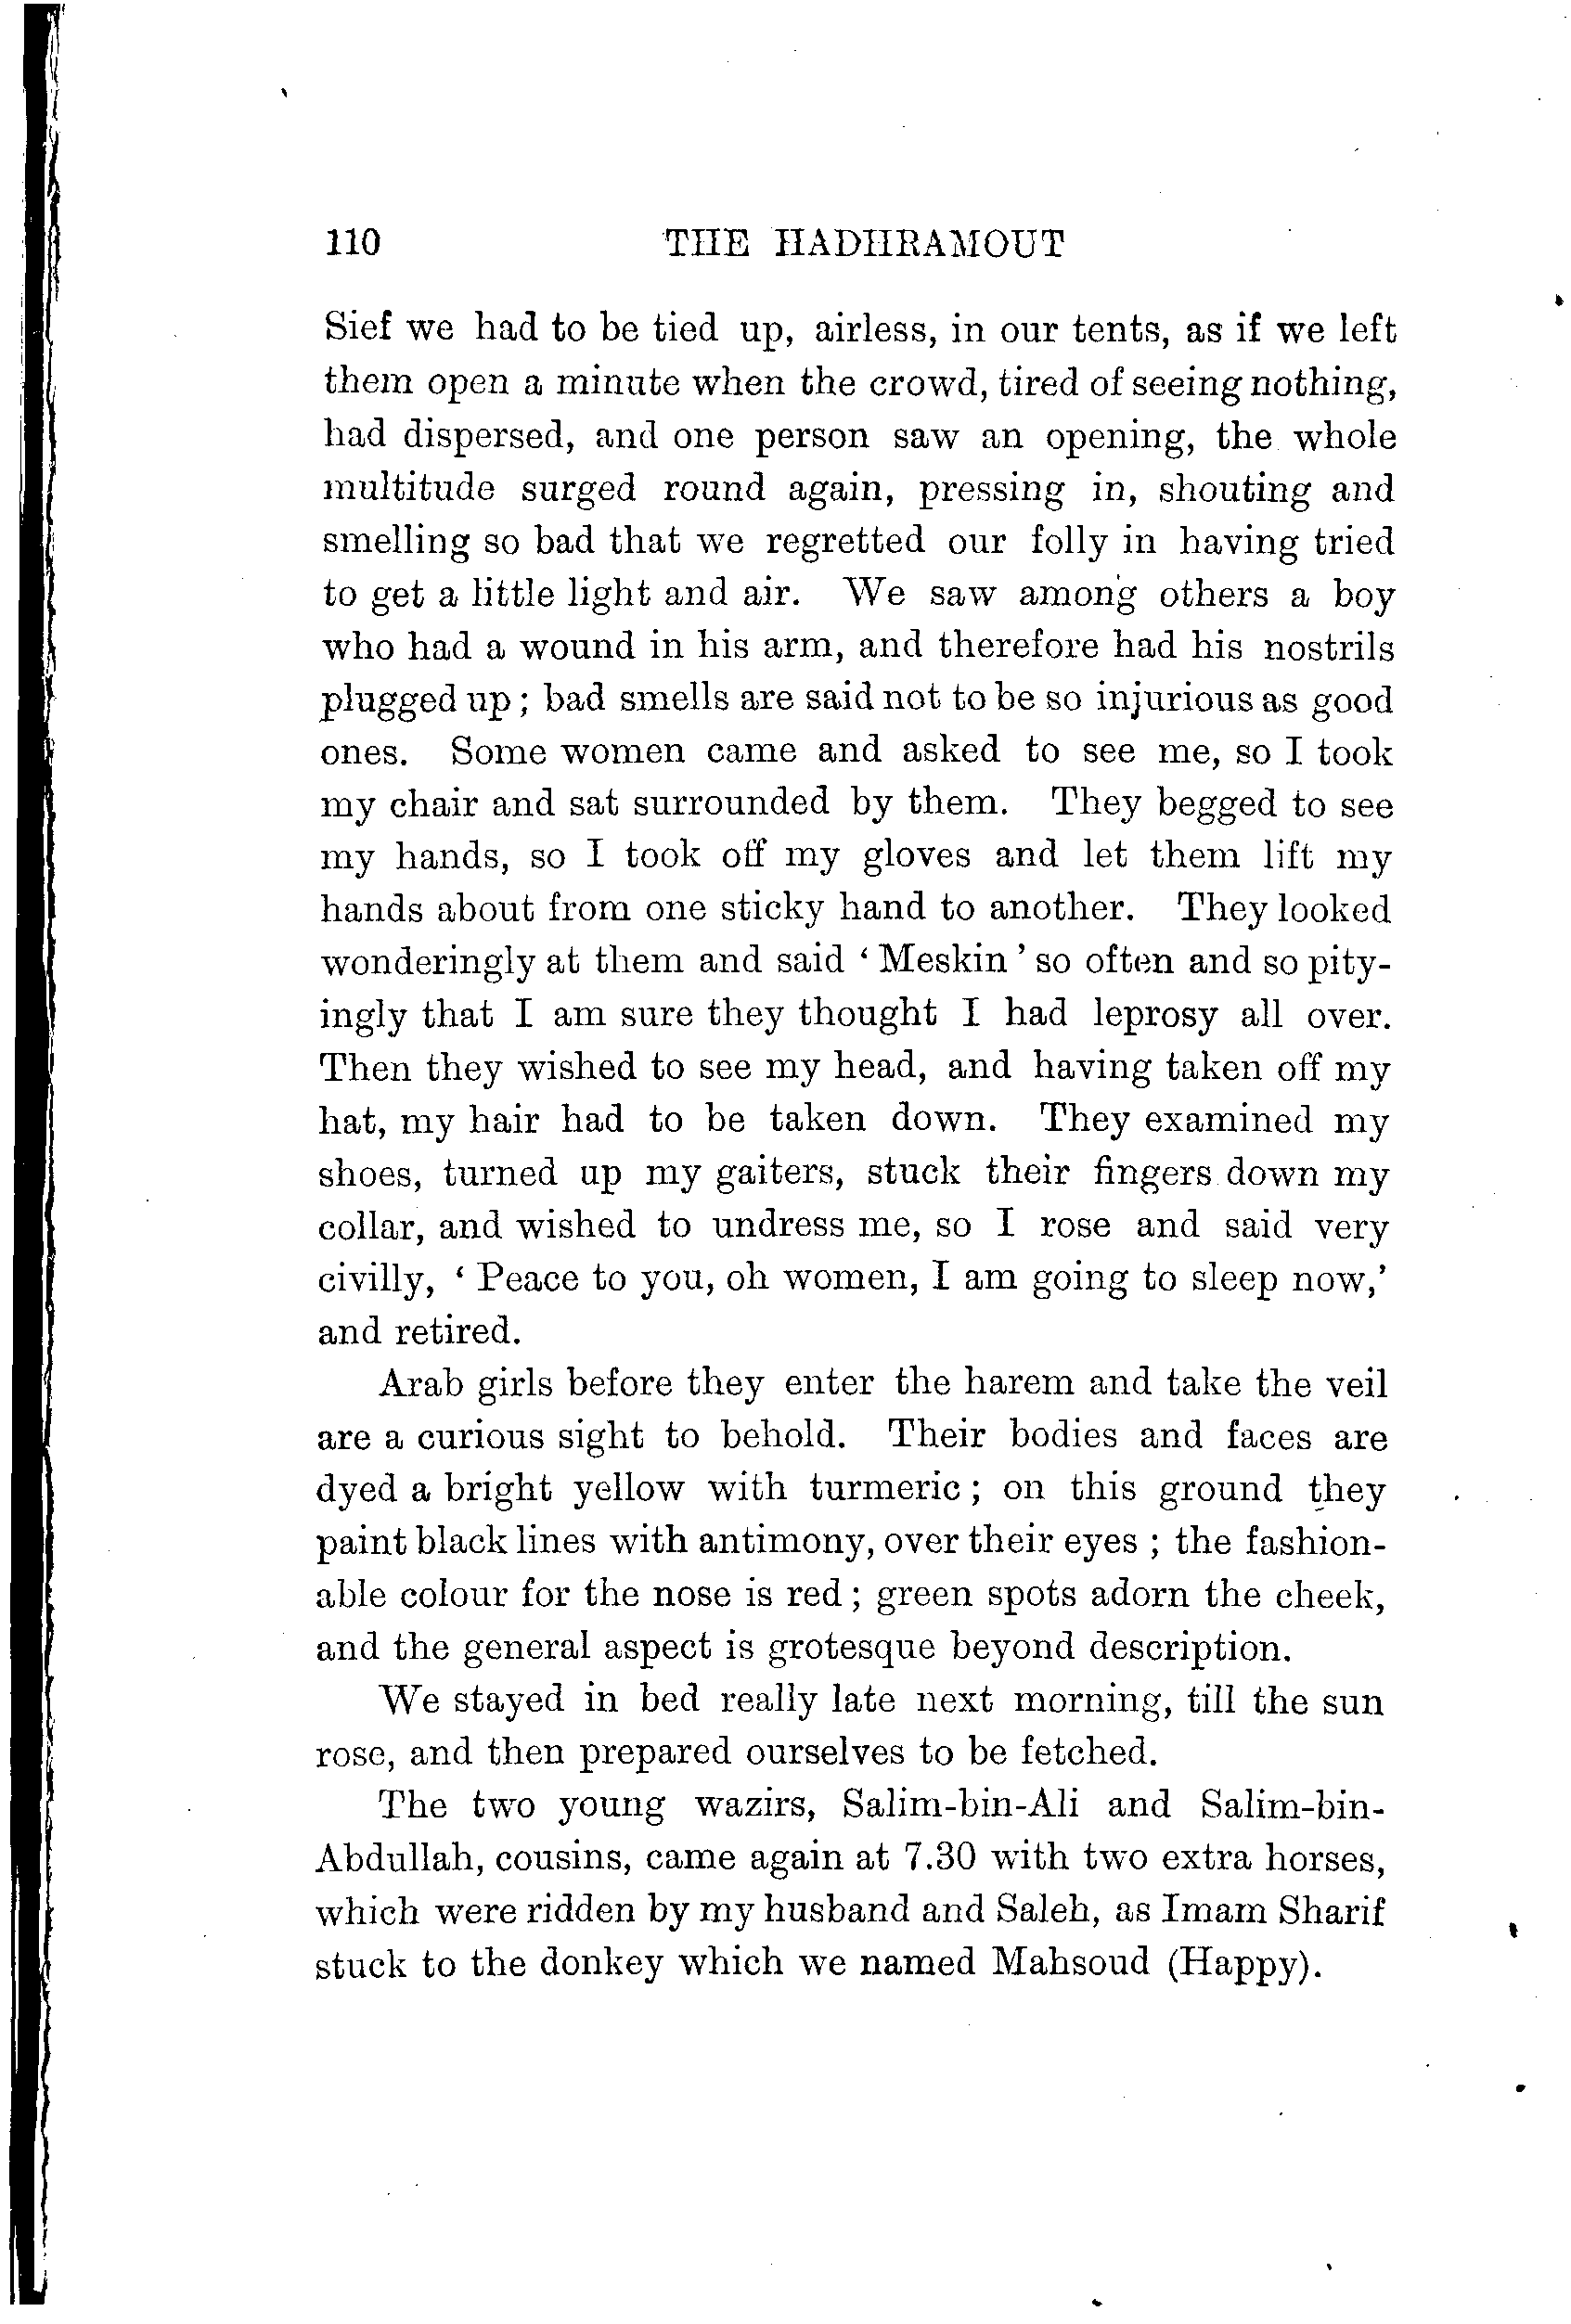 110 THE HADHRAMOUT
Sief we had to be tied up, airless, in our tents, as if we left
them open a minute when the crowd, tired of seeing nothing,
had dispersed, and one person saw an opening, the whole
multitude surged round again, pressing in, shouting and
smelling so bad that we regretted our folly in having tried
to get a little light and air. We saw among others a boy
who had a wound in his arm, and therefore had his nostrils
plugged up ; bad smells are said not to be so injurious as good
ones. Some women came and asked to see me, so I took
my chair and sat surrounded by them. They begged to see
my hands, so I took off my gloves and let them lift my
hands about from one sticky hand to another. They looked
wonderingly at them and said ‘ Meskin ’ so often and so pity-
ingly that I am sure they thought I had leprosy all over.
Then they wished to see my head, and having taken off my
hat, my hair had to be taken down. They examined my
shoes, turned up my gaiters, stuck their fingers down my
collar, and wished to undress me, so I rose and said very
civilly, ‘ Peace to you, oh women, I am going to sleep now,’
and retired.
Arab girls before they enter the harem and take the veil
are a curious sight to behold. Their bodies and faces are
dyed a bright yellow with turmeric ; on this ground they
paint black lines with antimony, over their eyes ; the fashion-
able colour for the nose is red ; green spots adorn the cheek,
and the general aspect is grotesque beyond description.
We stayed in bed really late next morning, till the sun
rose, and then prepared ourselves to be fetched.
The two young wazirs, Salim-bin-Ali and Salim-bin-
Abdullah, cousins, came again at 7.30 with two extra horses,
which were ridden by my husband and Saleh, as Imam Sharif
stuck to the donkey which we named Mahsoud (Happy).